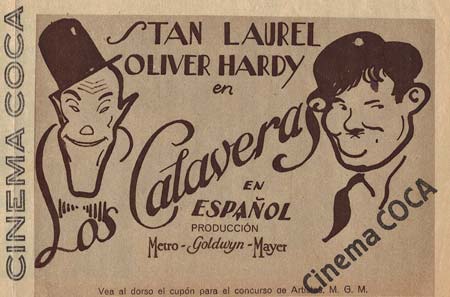 STAN LAUREL
OLIVER HARDY
en
Los Calaveras
EN
ESPAÑOL
PRODUCCIÓN
Metro-Goldwyn-Mayer
Vea al dorso el cupón para el concurso de Artistas, M. G. M.
CINEMA COCA
Cinema COCA